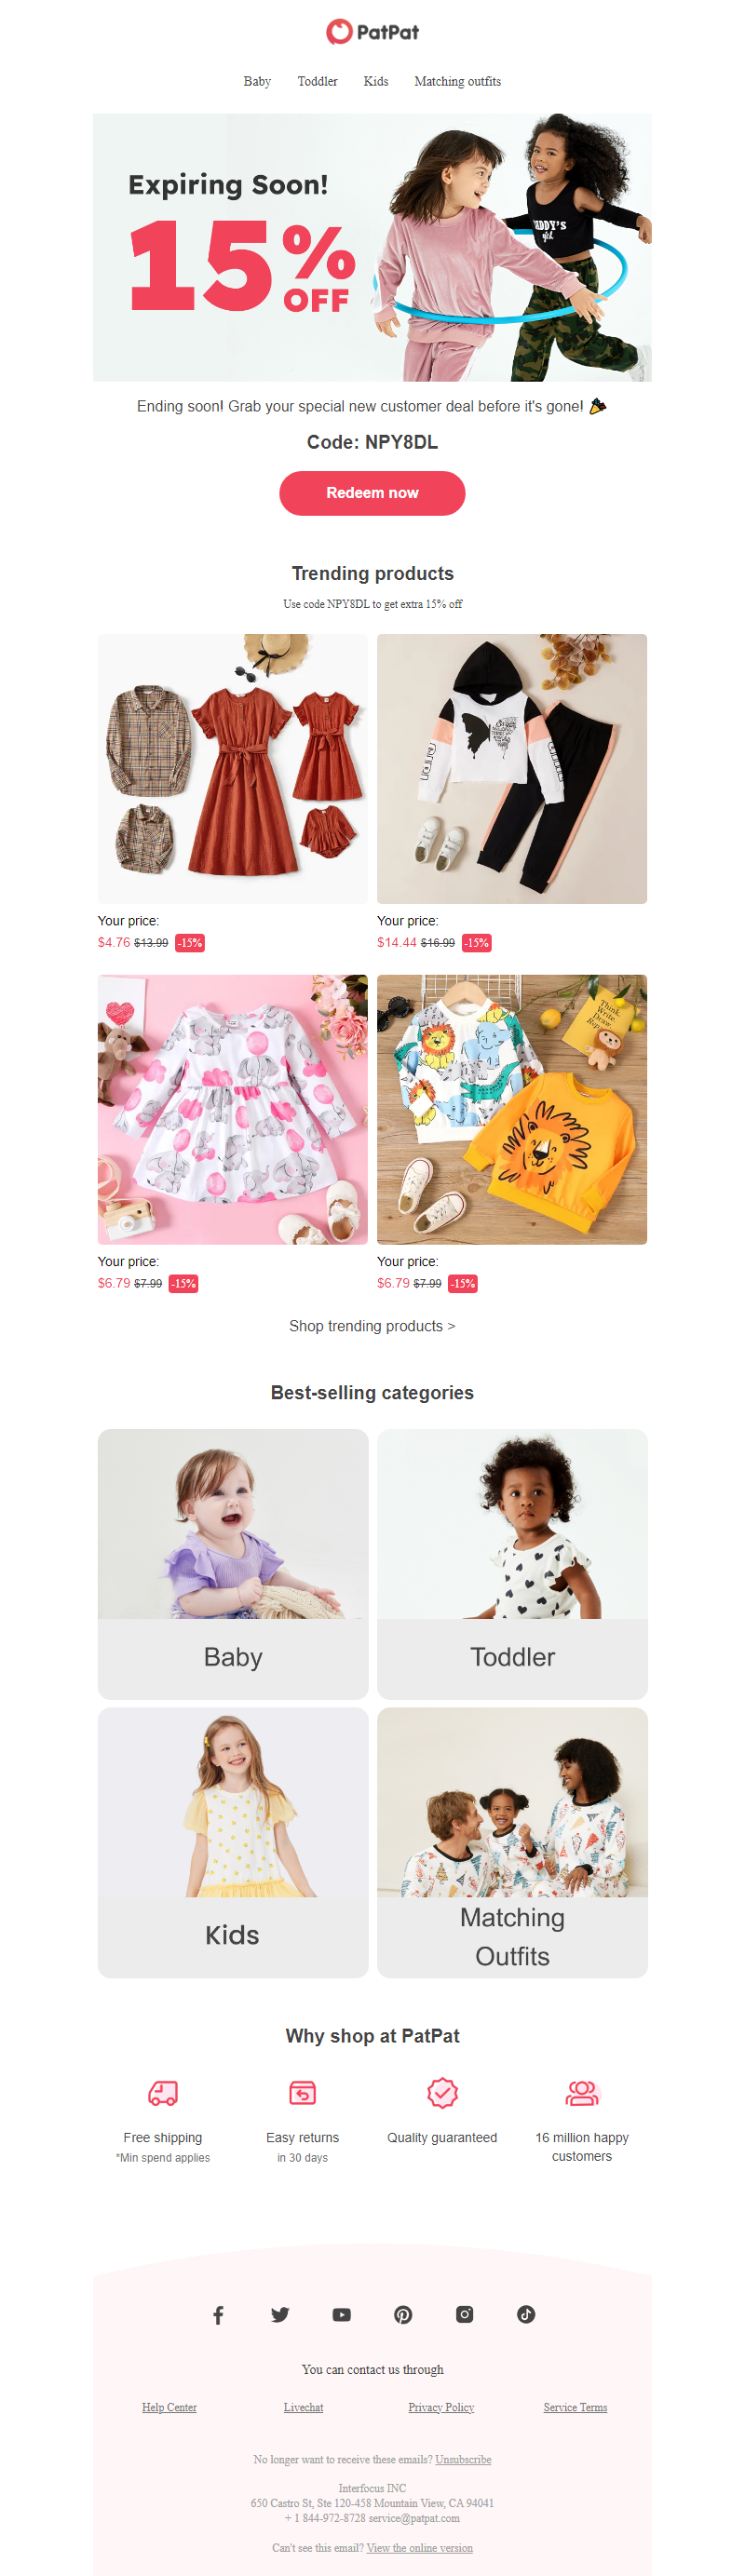 PatPat
Baby Toddler Kids Matching outfits
Expiring Soon!
15% OFF
DADDY'S
girl
Ending soon! Grab your special new customer deal before it's gone! 🎉
Code: NPY8DL
Redeem now
Trending products
Use code NPY8DL to get extra 15% off
Your price:
$4.76 $13.99 -15%
Your price:
$14.44 $16.99 -15%
Think
Write
Draw
Your price:
$6.79 $7.99 -15%
Your price:
$6.79 $7.99 -15%
Shop trending products >
Best-selling categories
Baby
Toddler
Kids
Matching
Outfits
Why shop at PatPat
Free shipping
*Min spend applies
Easy returns
in 30 days
Quality guaranteed
16 million happy
customers
You can contact us through
Help Center Livechat Privacy Policy Service Terms
No longer want to receive these emails? Unsubscribe
Interfocus INC
650 Castro St, Ste 120-458 Mountain View, CA 94041
+ 1 844-972-8728 service@patpat.com
Can't see this email? View the online version